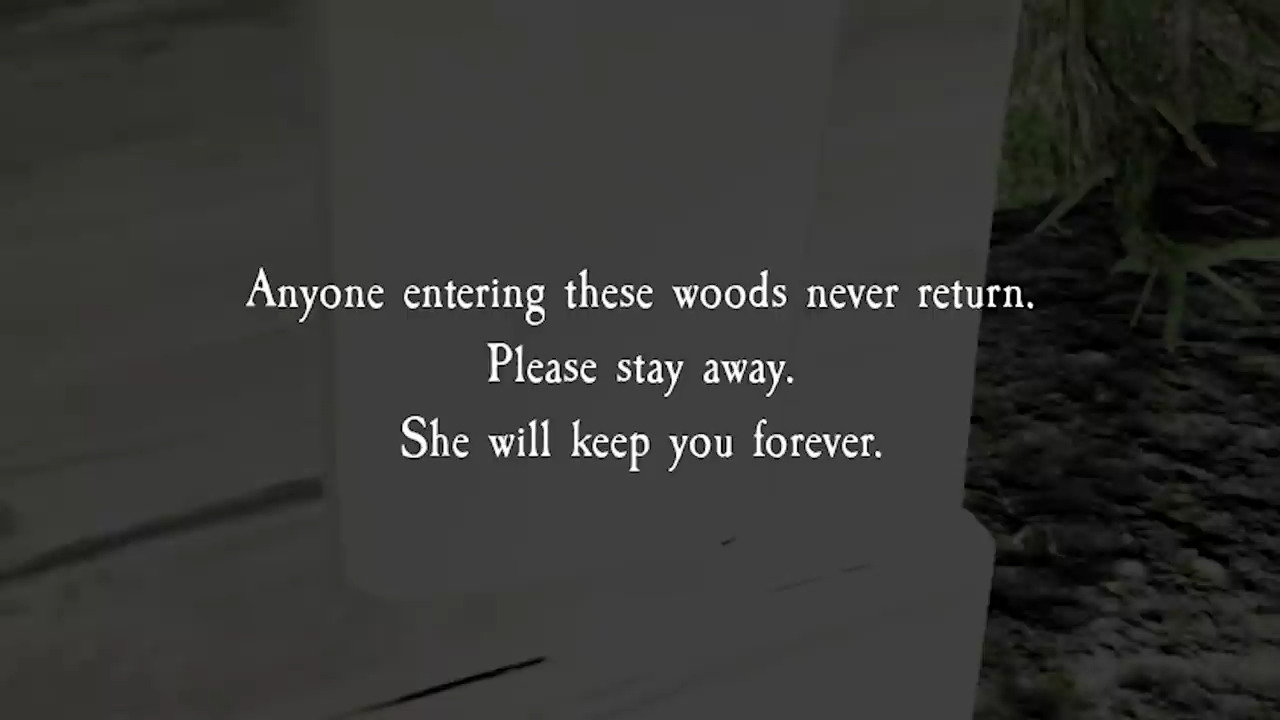 Anyone entering these woods never return.
Please stay away.
She will keep you forever.